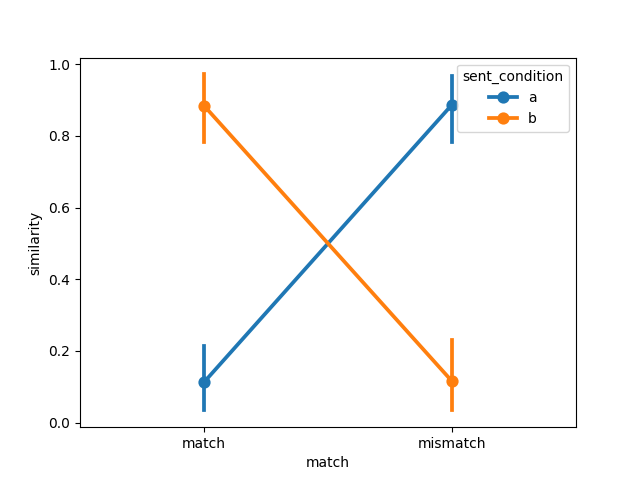 1.0
0.8
0.6
0.4
0.2
0.0
similarity
match
mismatch
match
sent_condition
a
b